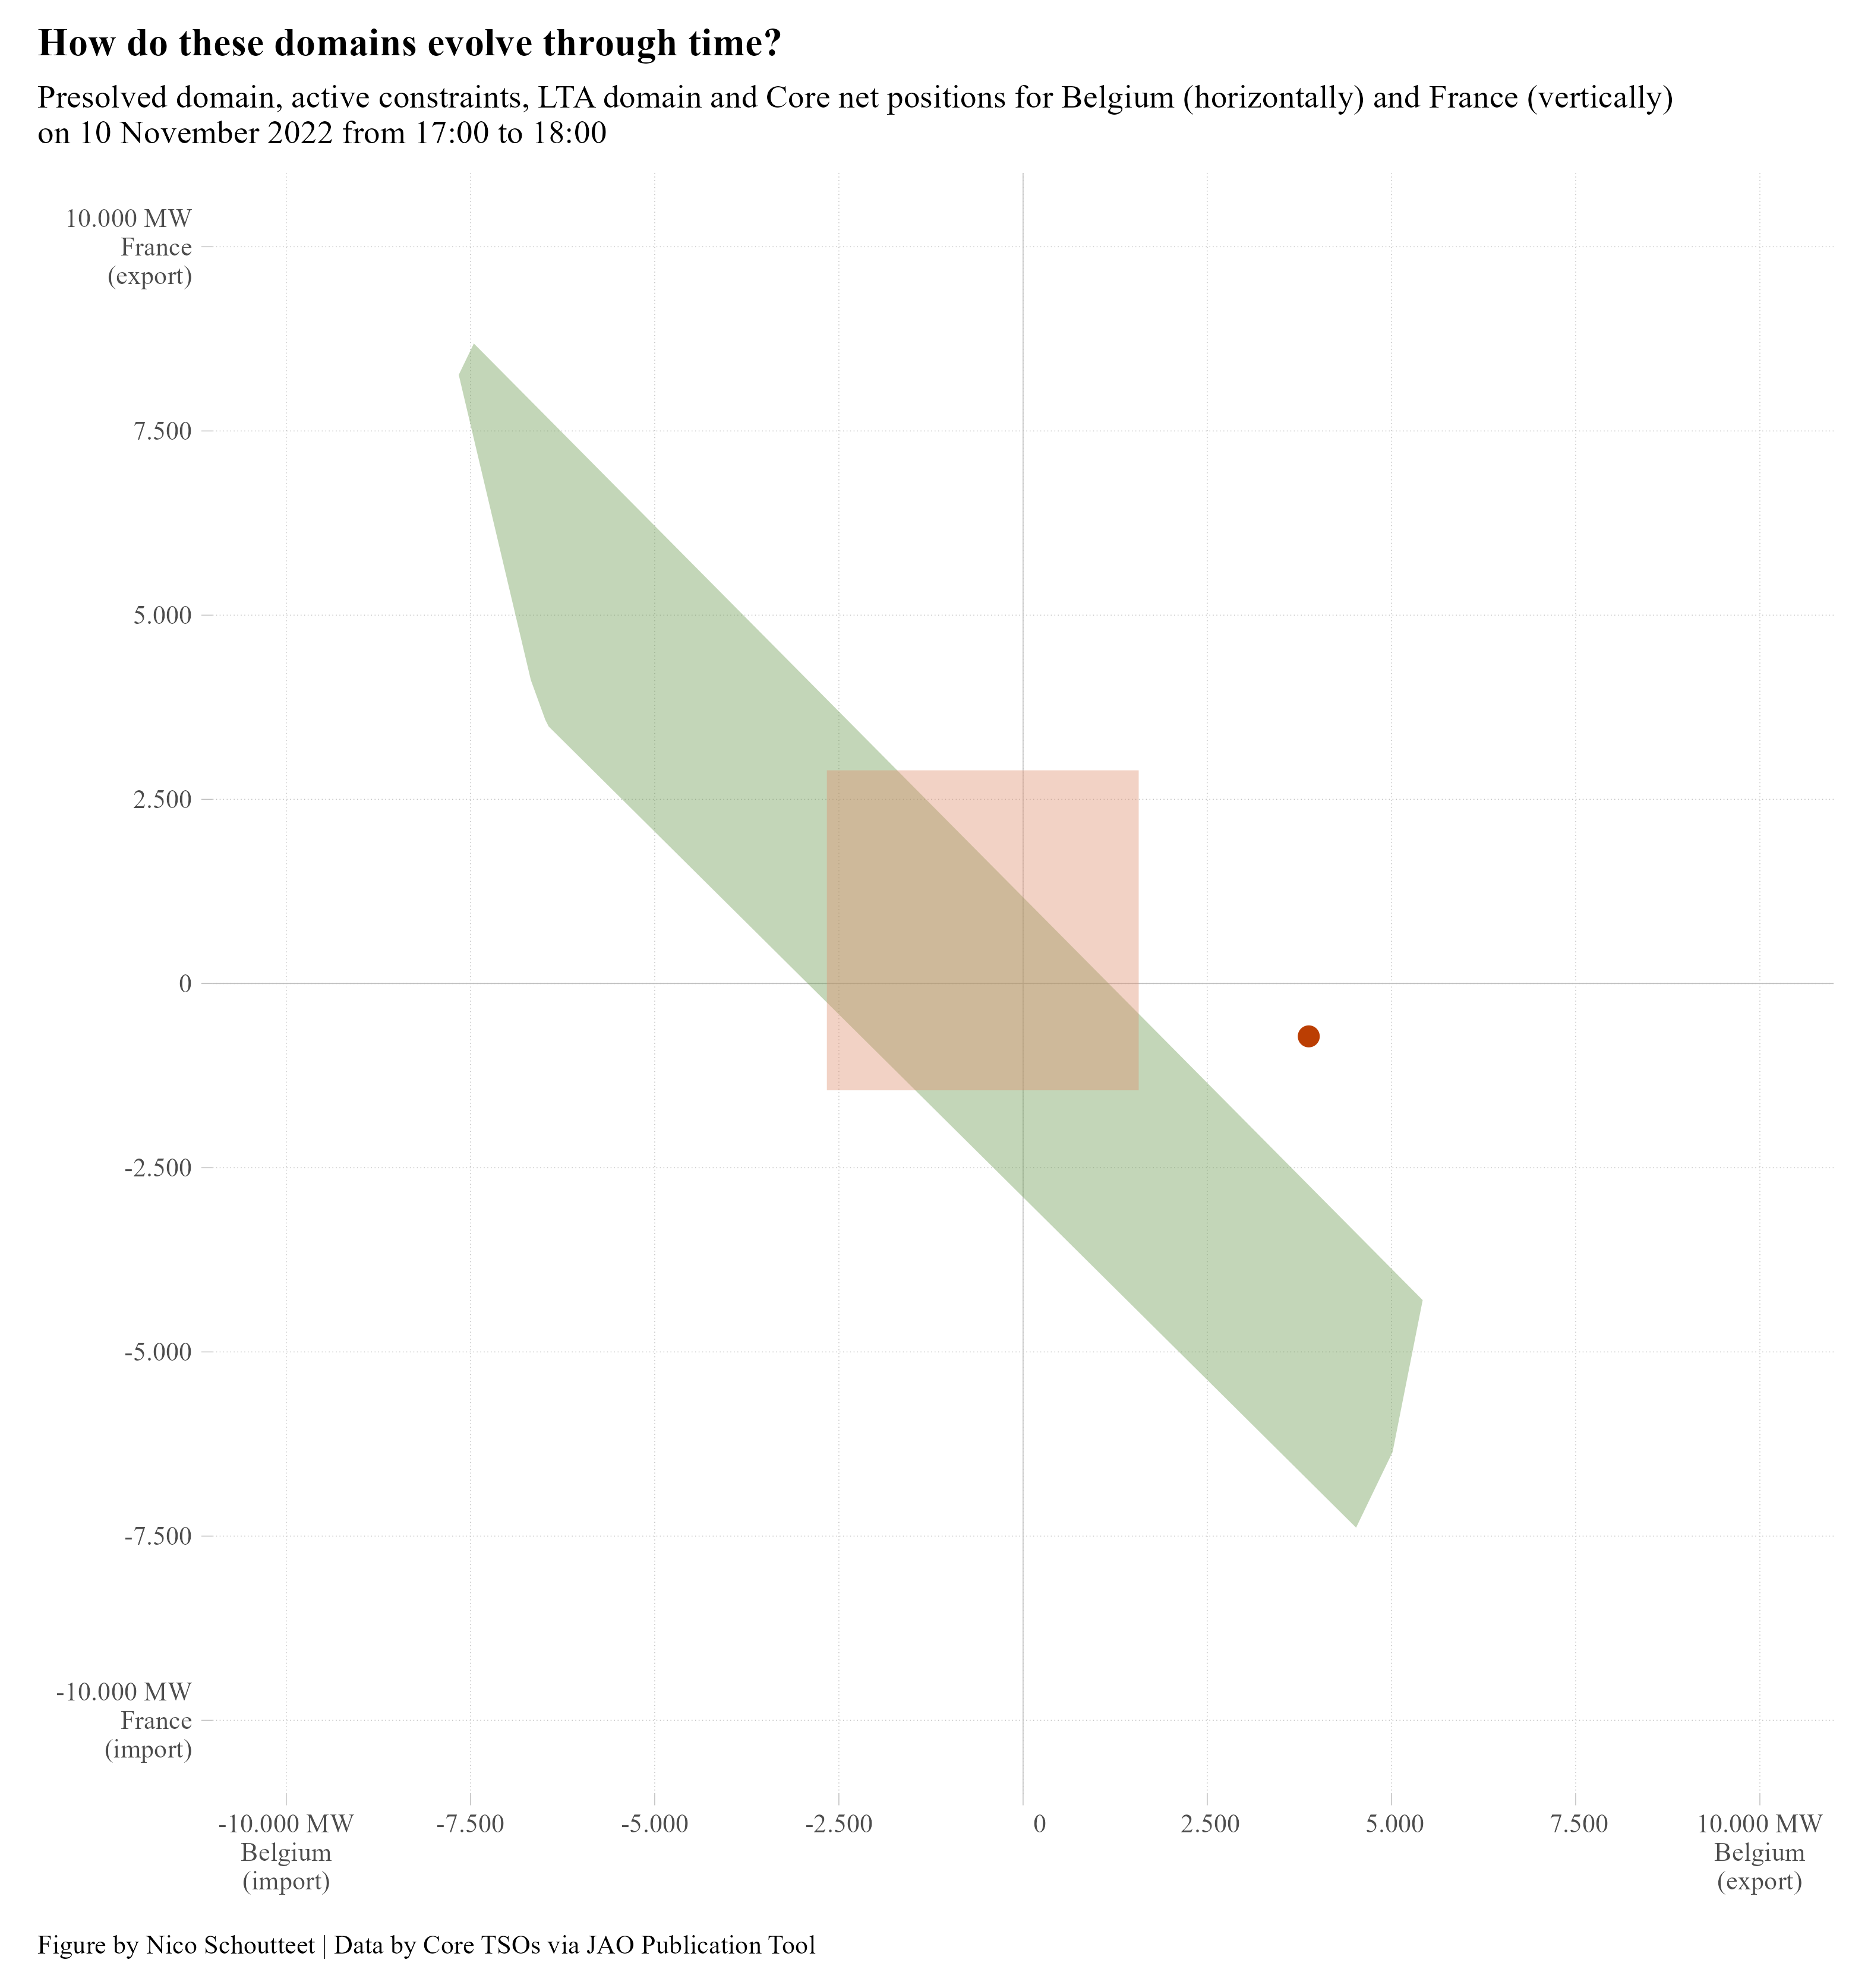 How do these domains evolve through time?
Presolved domain, active constraints, LTA domain and Core net positions for Belgium (horizontally) and France (vertically)
on 10 November 2022 from 17:00 to 18:00
10.000 MW
France
(export)
7.500
5.000
2.500
0
-2.500
-5.000
-7.500
-10.000 MW
France
(import)
-10.000 MW
Belgium
(import)
-7.500
-5.000
-2.500
0
2.500
5.000
7.500
10.000 MW
Belgium
(export)
Figure by Nico Schoutteet | Data by Core TSOs via JAO Publication Tool